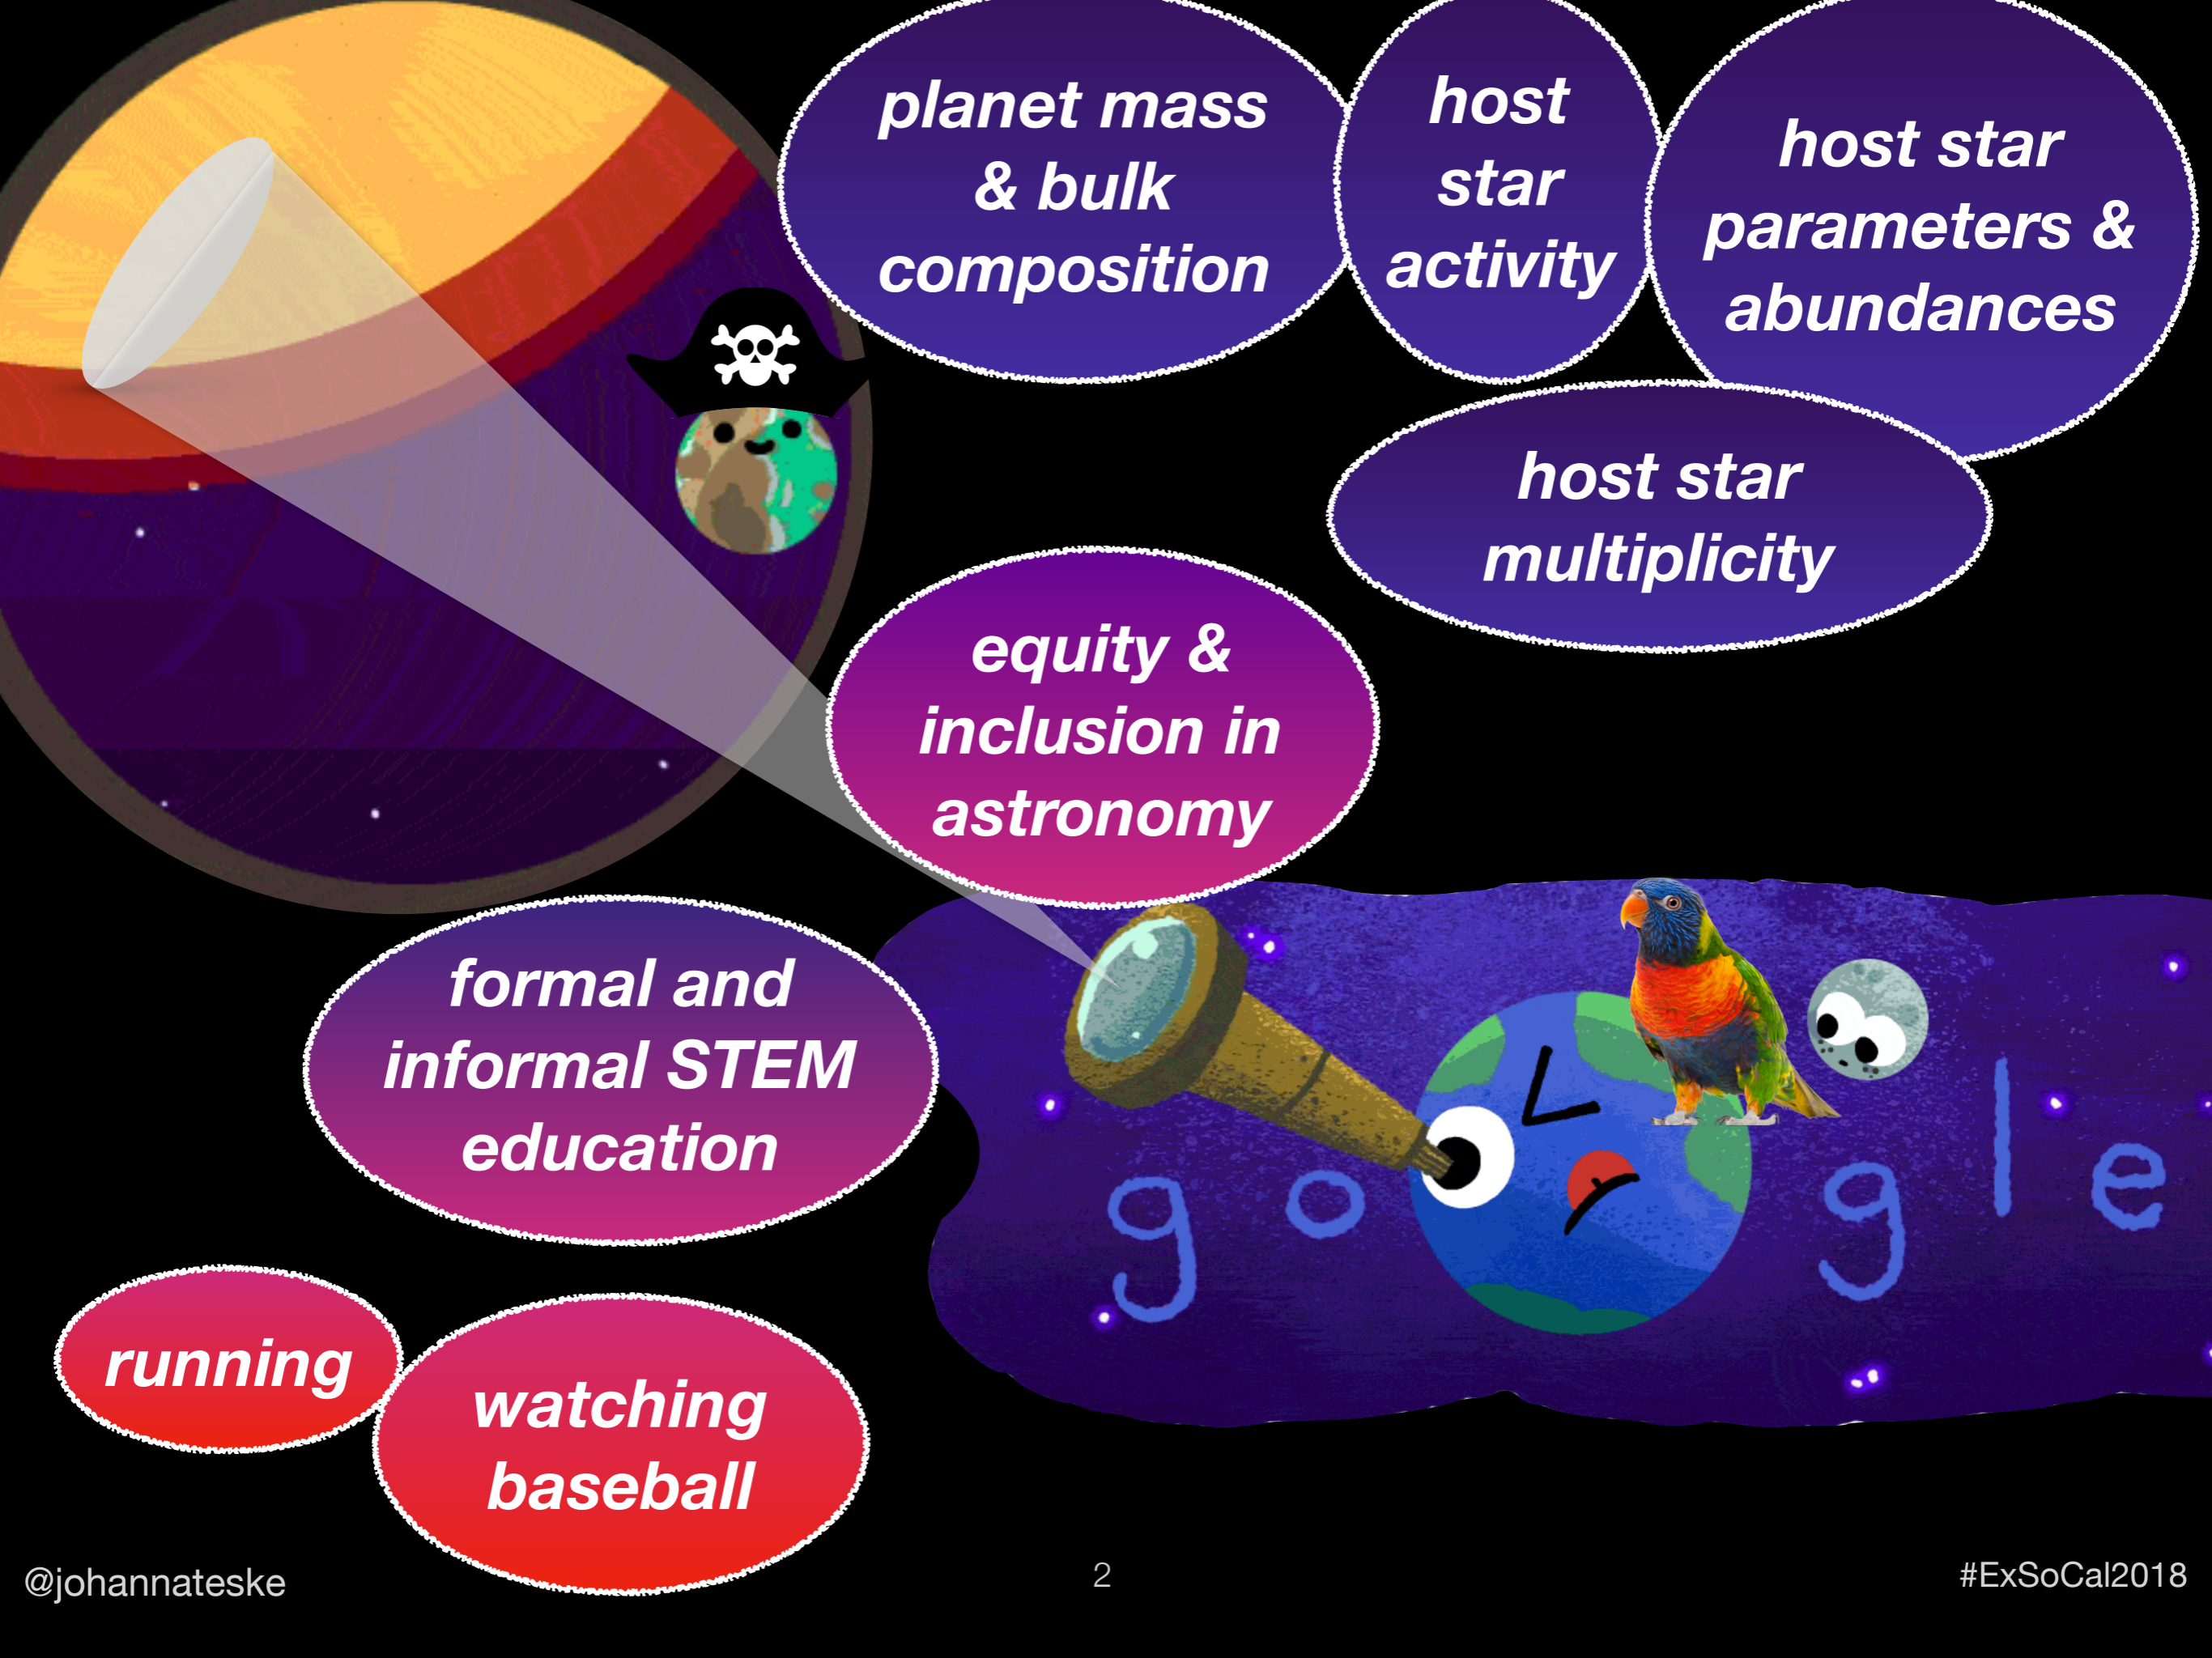 planet mass
& bulk
composition
host
star
activity
host star
parameters &
abundances
host star
multiplicity
equity &
inclusion in
astronomy
formal and
informal STEM
education
g o g l e
running
watching
baseball
@johannateske
2
#ExSoCal2018